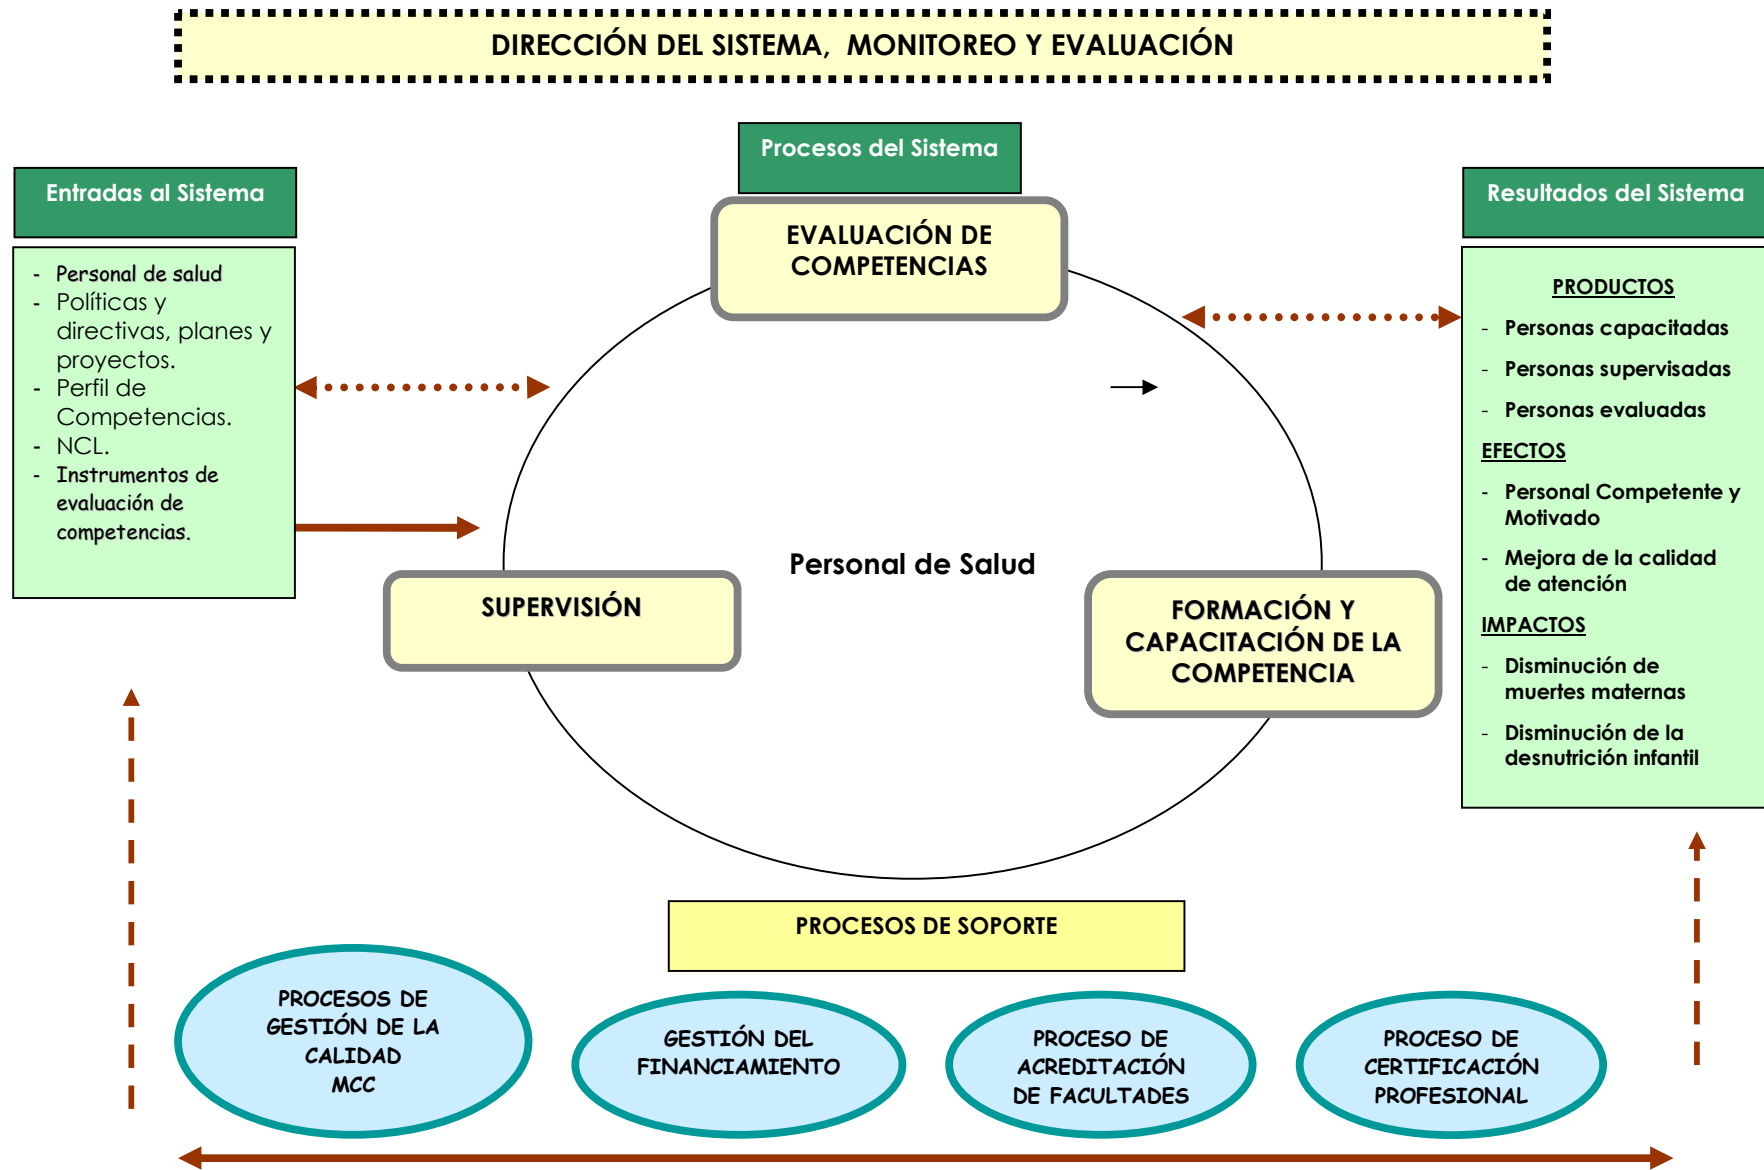 DIRECCIÓN DEL SISTEMA, MONITOREO Y EVALUACIÓN
Procesos del Sistema
Entradas al Sistema
Resultados del Sistema
EVALUACIÓN DE
COMPETENCIAS
- Personal de salud
- Políticas y
directivas, planes y
proyectos.
- Perfil de
Competencias.
- NCL.
- Instrumentos de
evaluación de
competencias.
PRODUCTOS
- Personas capacitadas
- Personas supervisadas
- Personas evaluadas
EFECTOS
- Personal Competente y
Motivado
- Mejora de la calidad
de atención
IMPACTOS
- Disminución de
muertes maternas
- Disminución de la
desnutrición infantil
Personal de Salud
SUPERVISIÓN
FORMACIÓN Y
CAPACITACIÓN DE LA
COMPETENCIA
PROCESOS DE SOPORTE
PROCESOS DE
GESTIÓN DE LA
CALIDAD
MCC
GESTIÓN DEL
FINANCIAMIENTO
PROCESO DE
ACREDITACIÓN
DE FACULTADES
PROCESO DE
CERTIFICACIÓN
PROFESIONAL